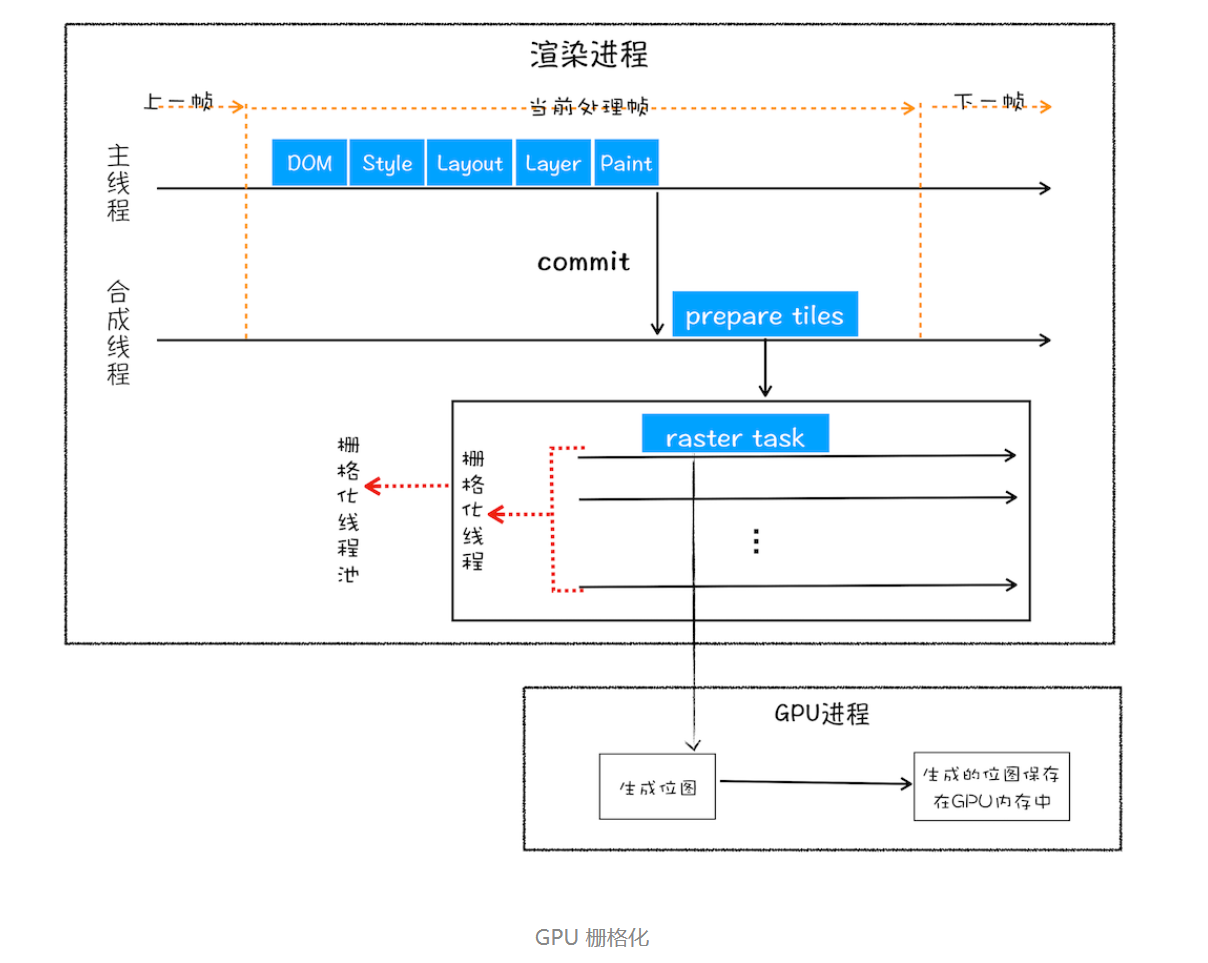 渲染进程
上一帧
当前处理帧
下一帧
主线程
DOM
Style
Layout
Layer
Paint
commit
合成线程
prepare tiles
raster task
栅格化线程池
栅格化线程
⋮
GPU进程
生成位图
生成的位图保存
在GPU内存中
GPU 栅格化